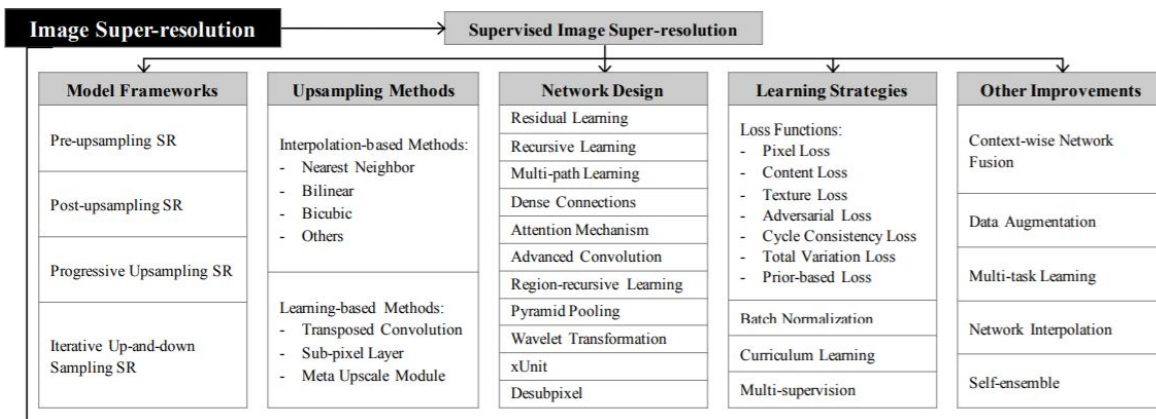 Image Super-resolution
Supervised Image Super-resolution
Model Frameworks
Pre-upsampling SR
Post-upsampling SR
Progressive Upsampling SR
Iterative Up-and-down
Sampling SR
Upsampling Methods
Interpolation-based Methods:
- Nearest Neighbor
- Bilinear
- Bicubic
- Others
Learning-based Methods:
- Transposed Convolution
- Sub-pixel Layer
- Meta Upscale Module
Network Design
Residual Learning
Recursive Learning
Multi-path Learning
Dense Connections
Attention Mechanism
Advanced Convolution
Region-recursive Learning
Pyramid Pooling
Wavelet Transformation
xUnit
Desubpixel
Learning Strategies
Loss Functions:
- Pixel Loss
- Content Loss
- Texture Loss
- Adversarial Loss
- Cycle Consistency Loss
- Total Variation Loss
- Prior-based Loss
Batch Normalization
Curriculum Learning
Multi-supervision
Other Improvements
Context-wise Network
Fusion
Data Augmentation
Multi-task Learning
Network Interpolation
Self-ensemble